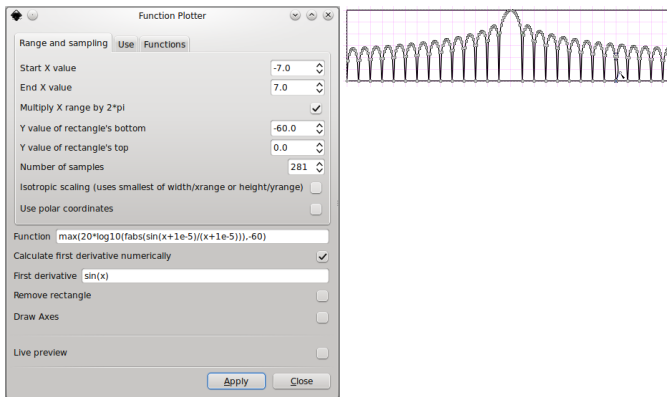 Function Plotter
Range and sampling Use Functions
Start X value -7.0
End X value 7.0
Multiply X range by 2*pi
Y value of rectangle's bottom -60.0
Y value of rectangle's top 0.0
Number of samples 281
Isotropic scaling (uses smallest of width/xrange or height/yrange)
Use polar coordinates
Function max(20*log10(fabs(sin(x+1e-5)/(x+1e-5))),-60)
Calculate first derivative numerically
First derivative sin(x)
Remove rectangle
Draw Axes
Live preview
Apply Close